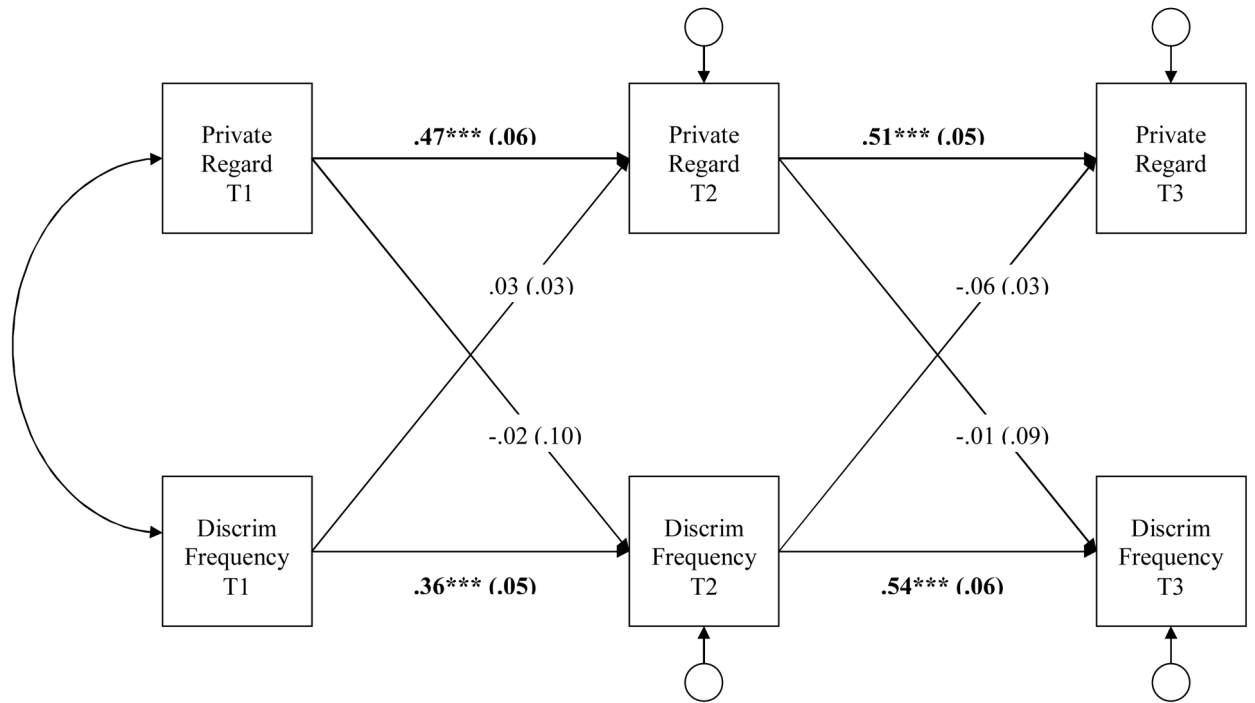 Private
Regard
T1
.47*** (.06)
Private
Regard
T2
.51*** (.05)
Private
Regard
T3
.03 (.03)
-.06 (.03)
-.02 (.10)
-.01 (.09)
Discrim
Frequency
T1
.36*** (.05)
Discrim
Frequency
T2
.54*** (.06)
Discrim
Frequency
T3